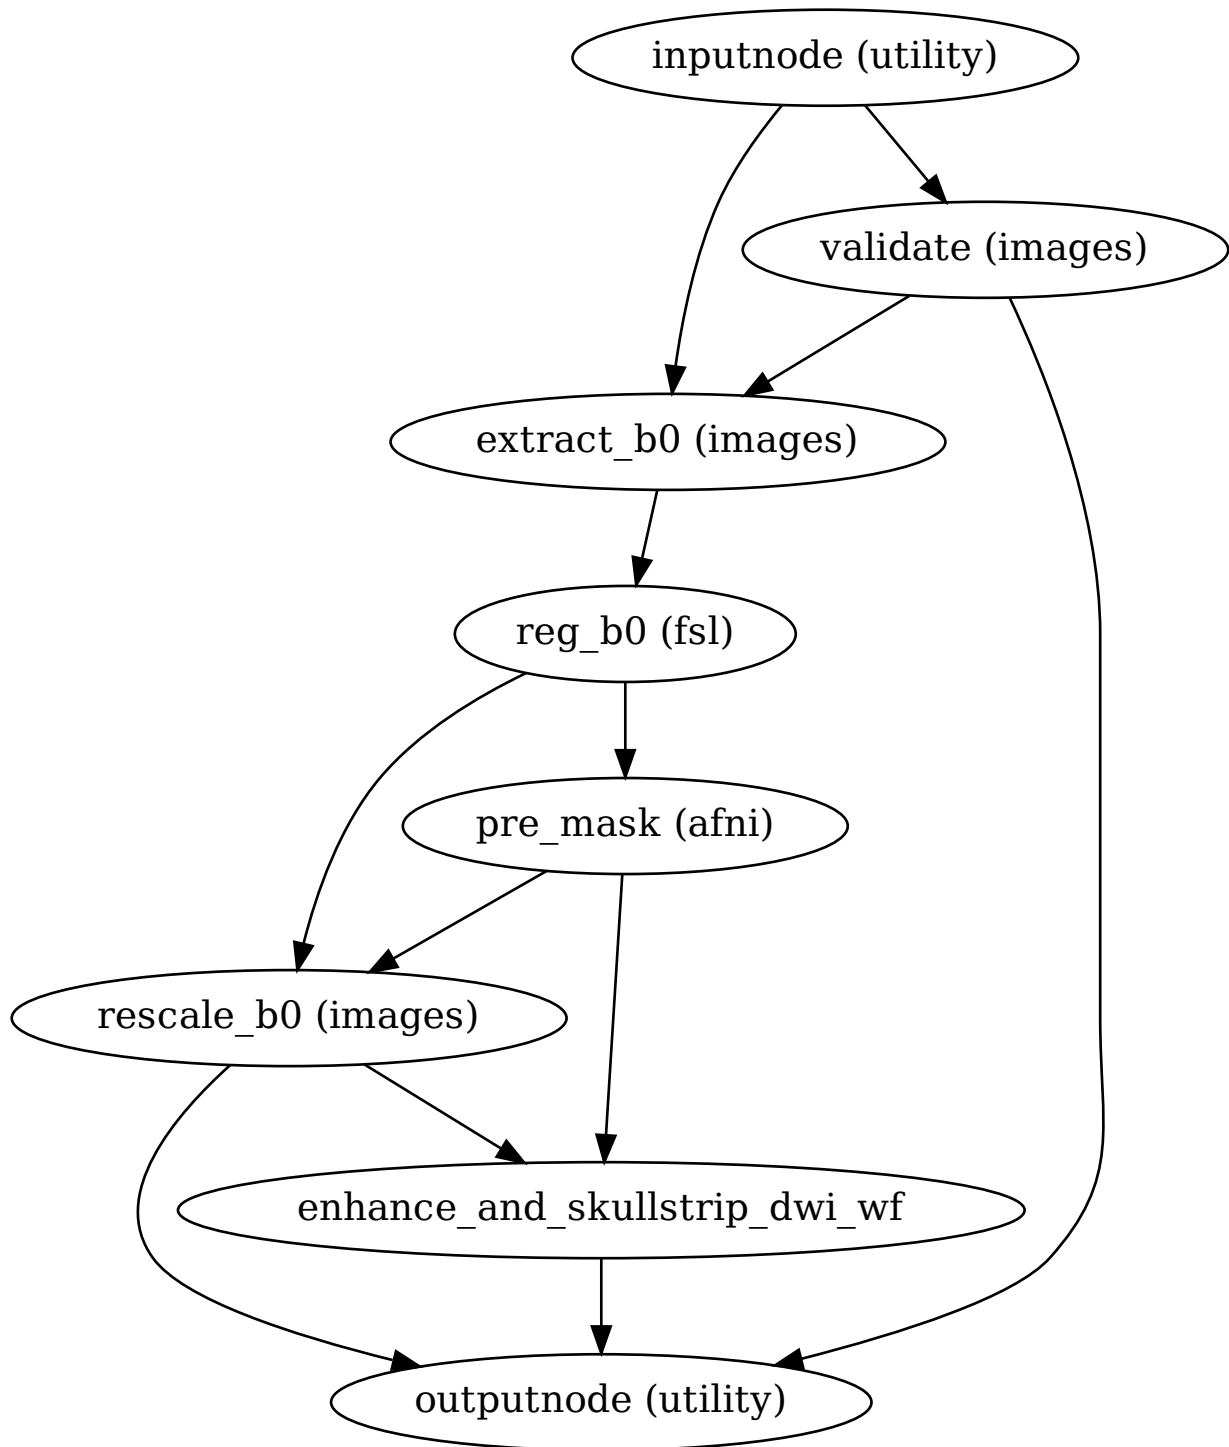 inputnode (utility)
validate (images)
extract_b0 (images)
reg_b0 (fsl)
pre_mask (afni)
rescale_b0 (images)
enhance_and_skullstrip_dwi_wf
outputnode (utility)